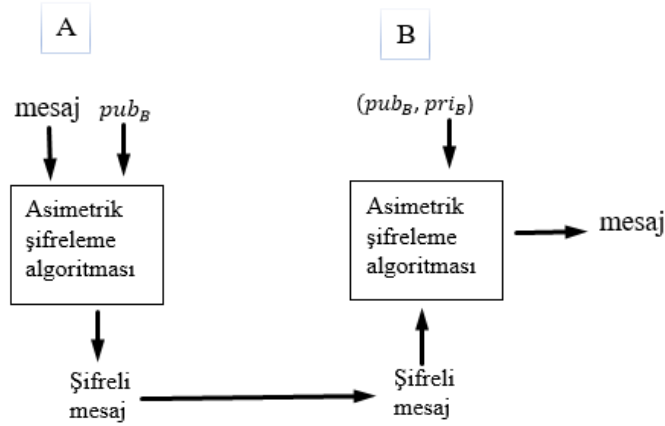 A
B
mesaj pub_B
(pub_B, pri_B)
Asimetrik
şifreleme
algoritması
Asimetrik
şifreleme
algoritması
mesaj
Şifreli
mesaj
Şifreli
mesaj